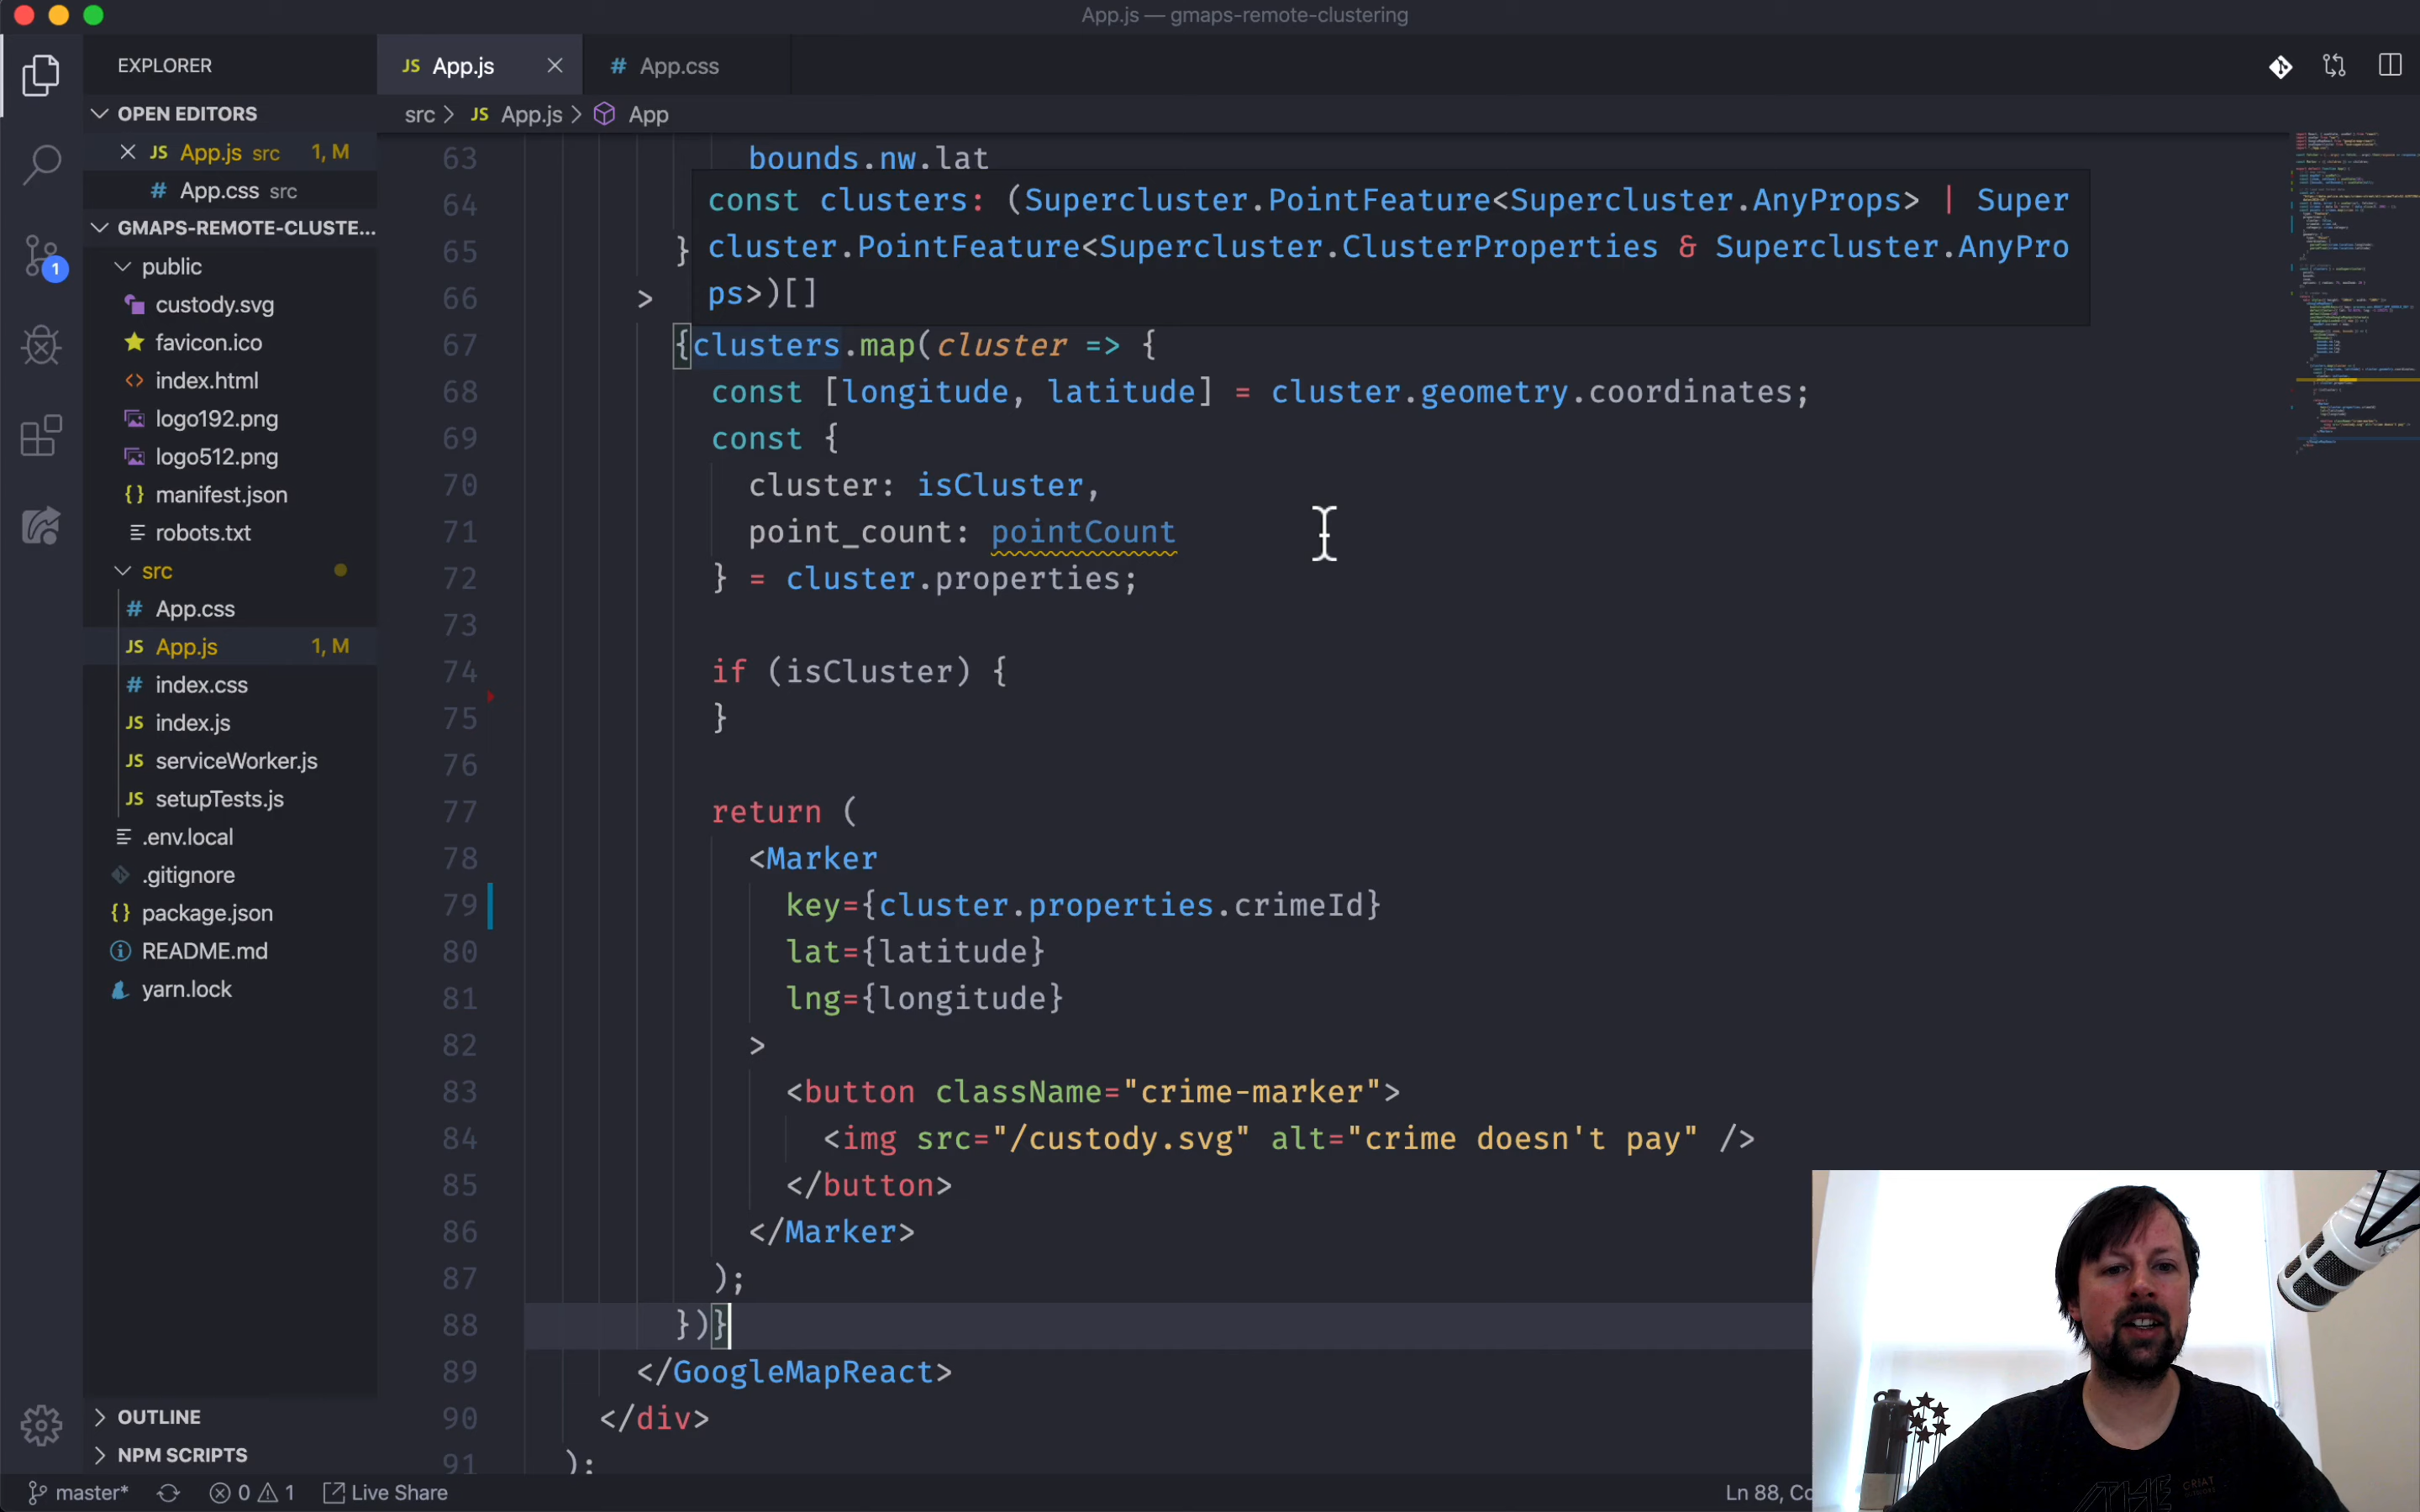 App.js — gmaps-remote-clustering
EXPLORER
JS App.js
# App.css
OPEN EDITORS
src > JS App.js > App
JS App.js src 1, M
# App.css src
GMAPS-REMOTE-CLUSTE...
public
custody.svg
favicon.ico
<> index.html
logo192.png
logo512.png
{} manifest.json
robots.txt
src
# App.css
JS App.js 1, M
# index.css
JS index.js
JS serviceWorker.js
JS setupTests.js
.env.local
.gitignore
{} package.json
README.md
yarn.lock
OUTLINE
NPM SCRIPTS
1
63 bounds.nw.lat
64
65 }
66 >
const clusters: (Supercluster.PointFeature<Supercluster.AnyProps> | Super
cluster.PointFeature<Supercluster.ClusterProperties & Supercluster.AnyPro
ps>)[]
67 {clusters.map(cluster => {
68 const [longitude, latitude] = cluster.geometry.coordinates;
69 const {
70 cluster: isCluster,
71 point_count: pointCount
72 } = cluster.properties;
73
74 if (isCluster) {
75 }
76
77 return (
78 <Marker
79 key={cluster.properties.crimeId}
80 lat={latitude}
81 lng={longitude}
82 >
83 <button className="crime-marker">
84 <img src="/custody.svg" alt="crime doesn't pay" />
85 </button>
86 </Marker>
87 );
88 })}
89 </GoogleMapReact>
90 </div>
91 );
master* 0 1 Live Share
Ln 88, Co